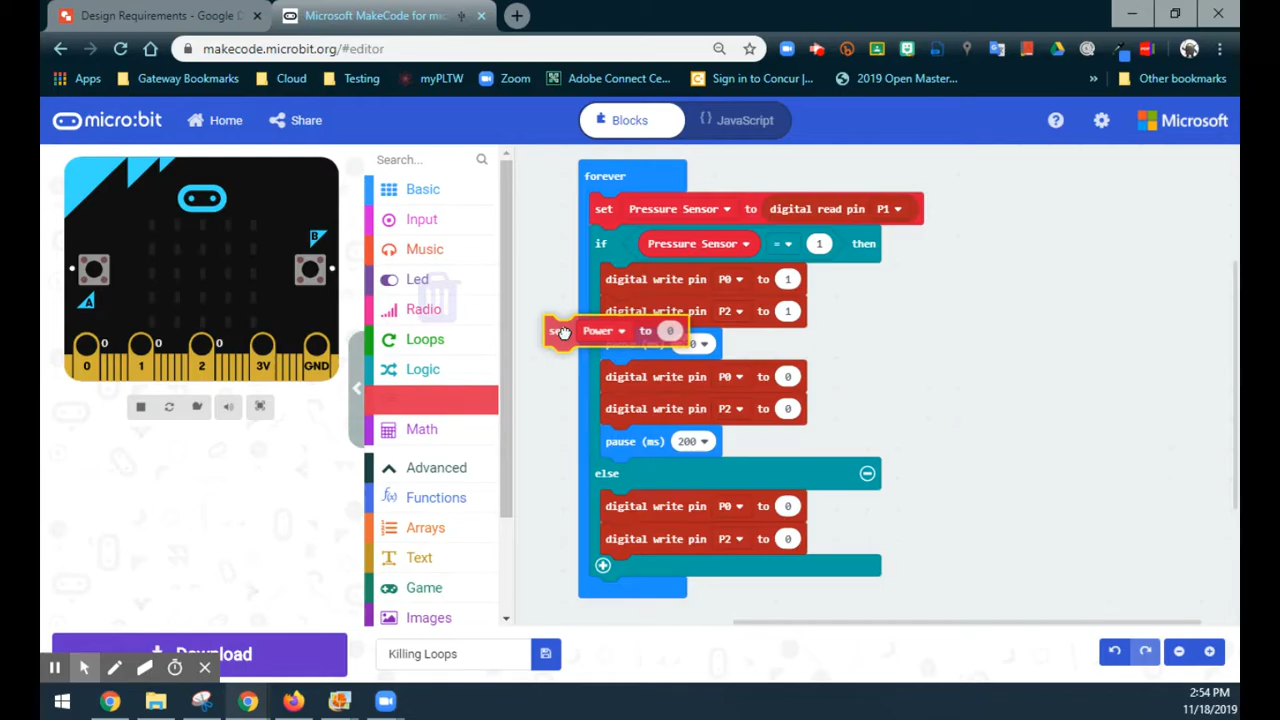 Design Requirements - Google D
Microsoft MakeCode for mic
makecode.microbit.org/#editor
Apps
Gateway Bookmarks
Cloud
Testing
myPLTW
Zoom
Adobe Connect Ce...
Sign in to Concur |...
2019 Open Master...
»
Other bookmarks
micro:bit
Home
Share
Blocks
{ } JavaScript
Microsoft
A
B
0 1 2 3V GND
Search...
Basic
Input
Music
Led
Radio
Loops
Logic
Math
Advanced
Functions
Arrays
Text
Game
Images
forever
set Pressure Sensor to digital read pin P1
if Pressure Sensor = 1 then
digital write pin P0 to 1
digital write pin P2 to 1
Power to 0
digital write pin P0 to 0
digital write pin P2 to 0
pause (ms) 200
else
digital write pin P0 to 0
digital write pin P2 to 0
Download
Killing Loops
2:54 PM
11/18/2019